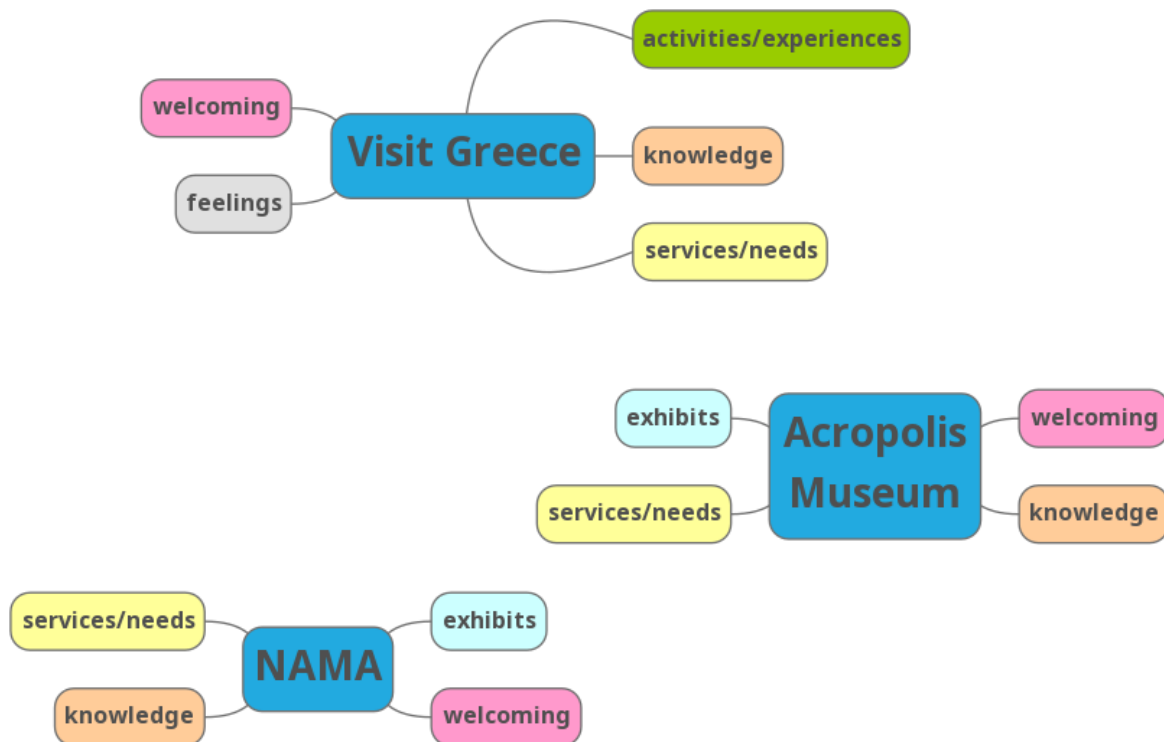 activities/experiences
welcoming
Visit Greece
knowledge
feelings
services/needs
exhibits
Acropolis
Museum
welcoming
services/needs
knowledge
services/needs
exhibits
NAMA
knowledge
welcoming